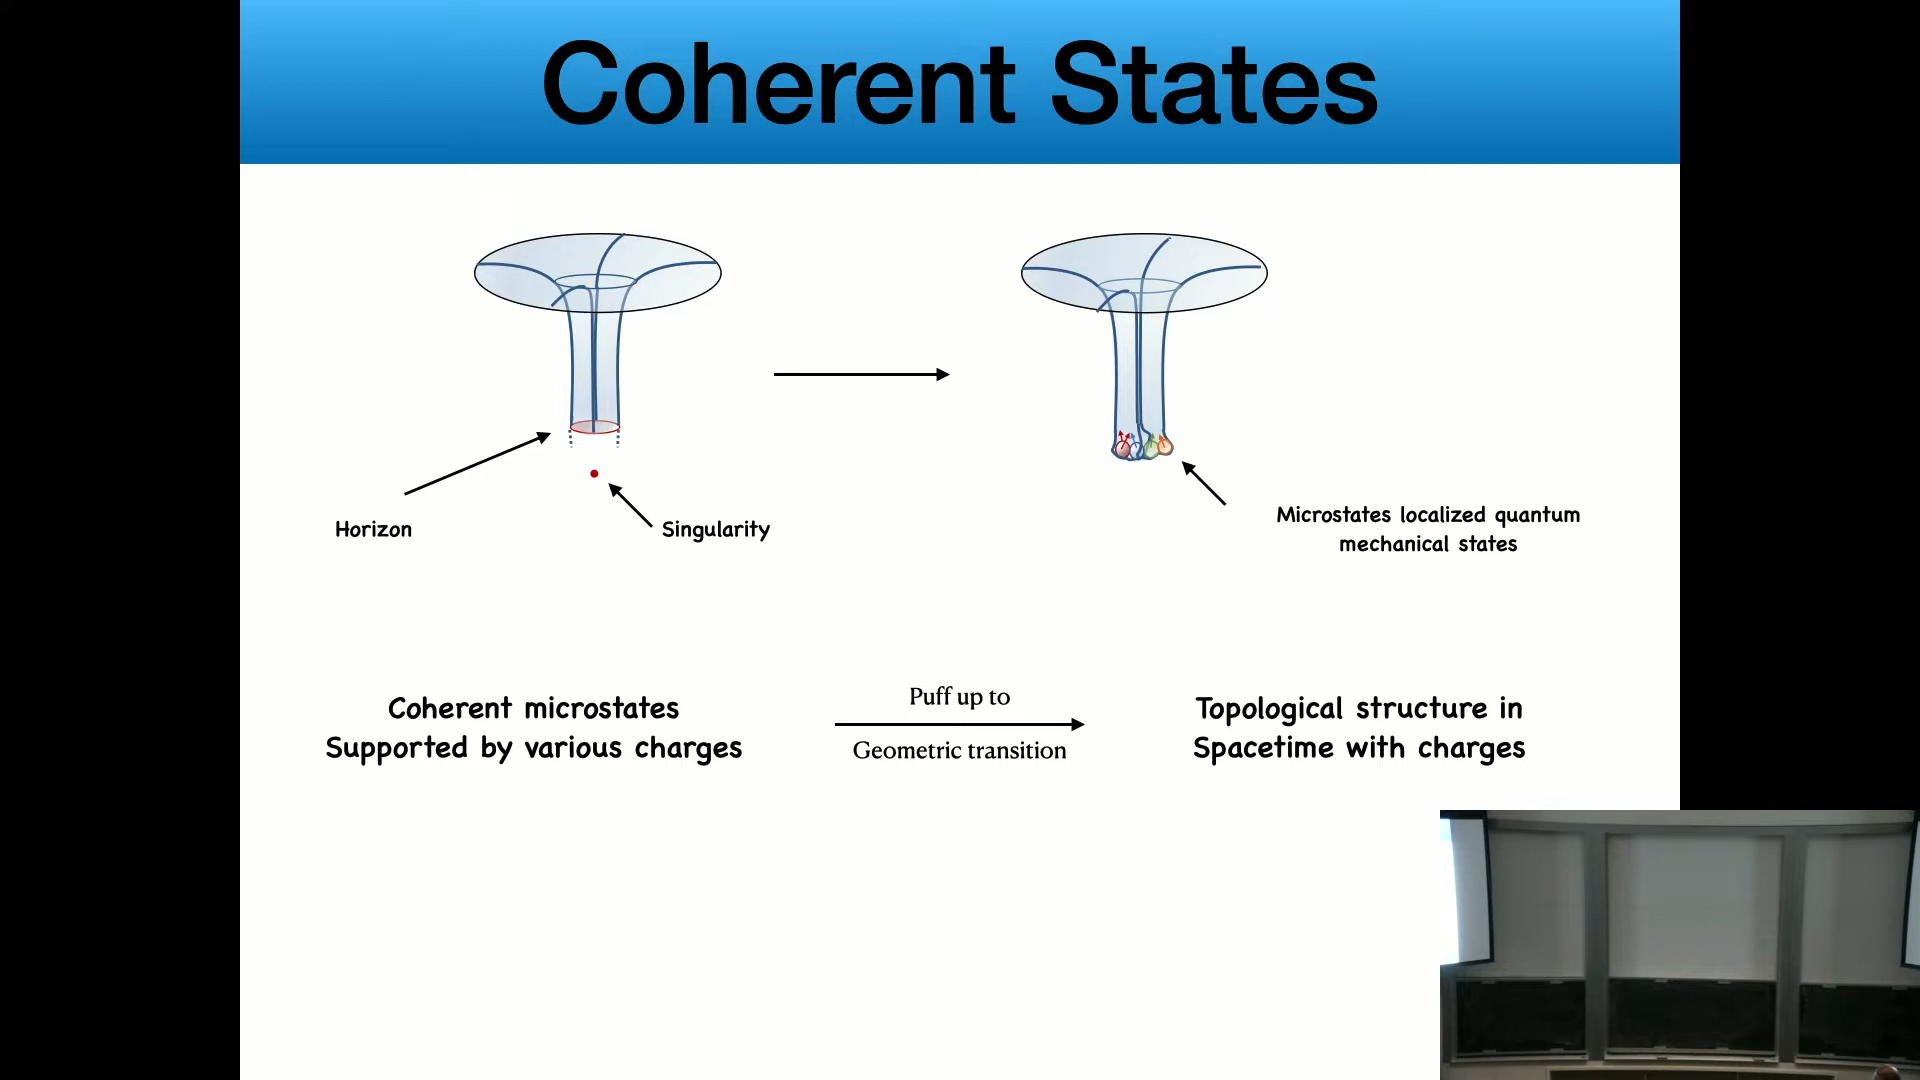 Coherent States
Horizon
Singularity
Microstates localized quantum
mechanical states
Coherent microstates
Supported by various charges
Puff up to
Geometric transition
Topological structure in
Spacetime with charges